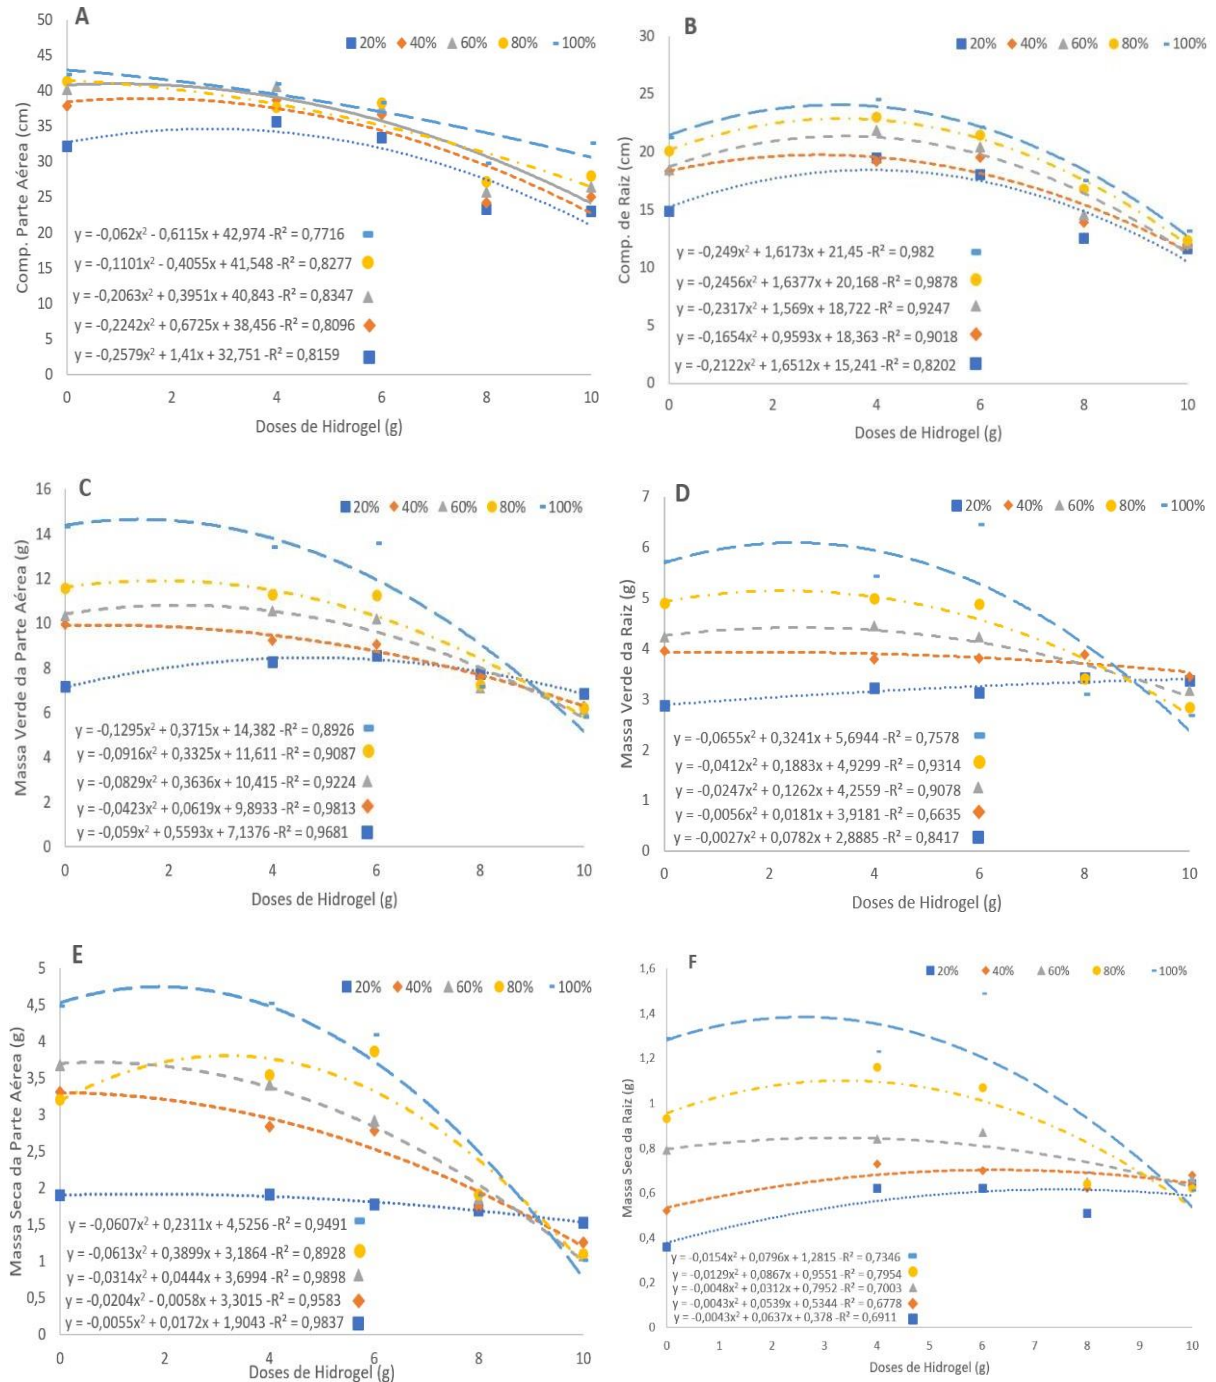 A
20% 40% 60% 80% 100%
Comp. Parte Aérea (cm)
50
45
40
35
30
25
20
15
10
5
0
y = -0,062x² - 0,6115x + 42,974 -R² = 0,7716
y = -0,1101x² - 0,4055x + 41,548 -R² = 0,8277
y = -0,2063x² + 0,3951x + 40,843 -R² = 0,8347
y = -0,2242x² + 0,6725x + 38,456 -R² = 0,8096
y = -0,2579x² + 1,41x + 32,751 -R² = 0,8159
0 2 4 6 8 10
Doses de Hidrogel (g)
B
20% 40% 60% 80% 100%
Comp. de Raiz (cm)
30
25
20
15
10
5
0
y = -0,249x² + 1,6173x + 21,45 -R² = 0,982
y = -0,2456x² + 1,6377x + 20,168 -R² = 0,9878
y = -0,2317x² + 1,569x + 18,722 -R² = 0,9247
y = -0,1654x² + 0,9593x + 18,363 -R² = 0,9018
y = -0,2122x² + 1,6512x + 15,241 -R² = 0,8202
0 2 4 6 8 10
Doses de Hidrogel (g)
C
20% 40% 60% 80% 100%
Massa Verde da Parte Aérea (g)
16
14
12
10
8
6
4
2
0
y = -0,1295x² + 0,3715x + 14,382 -R² = 0,8926
y = -0,0916x² + 0,3325x + 11,611 -R² = 0,9087
y = -0,0829x² + 0,3636x + 10,415 -R² = 0,9224
y = -0,0423x² + 0,0619x + 9,8933 -R² = 0,9813
y = -0,059x² + 0,5593x + 7,1376 -R² = 0,9681
0 2 4 6 8 10
Doses de Hidrogel (g)
D
20% 40% 60% 80% 100%
Massa Verde da Raiz (g)
7
6
5
4
3
2
1
0
y = -0,0655x² + 0,3241x + 5,6944 -R² = 0,7578
y = -0,0412x² + 0,1883x + 4,9299 -R² = 0,9314
y = -0,0247x² + 0,1262x + 4,2559 -R² = 0,9078
y = -0,0056x² + 0,0181x + 3,9181 -R² = 0,6635
y = -0,0027x² + 0,0782x + 2,8885 -R² = 0,8417
0 2 4 6 8 10
Doses de Hidrogel (g)
E
20% 40% 60% 80% 100%
Massa Seca da Parte Aérea (g)
5
4,5
4
3,5
3
2,5
2
1,5
1
0,5
0
y = -0,0607x² + 0,2311x + 4,5256 -R² = 0,9491
y = -0,0613x² + 0,3899x + 3,1864 -R² = 0,8928
y = -0,0314x² + 0,0444x + 3,6994 -R² = 0,9898
y = -0,0204x² - 0,0058x + 3,3015 -R² = 0,9583
y = -0,0055x² + 0,0172x + 1,9043 -R² = 0,9837
0 2 4 6 8 10
Doses de Hidrogel (g)
F
20% 40% 60% 80% 100%
Massa Seca da Raiz (g)
1,6
1,4
1,2
1
0,8
0,6
0,4
0,2
0
y = -0,0154x² + 0,0796x + 1,2815 -R² = 0,7346
y = -0,0129x² + 0,0867x + 0,9551 -R² = 0,7954
y = -0,0048x² + 0,0312x + 0,7952 -R² = 0,7003
y = -0,0043x² + 0,0539x + 0,5344 -R² = 0,6778
y = -0,0043x² + 0,0637x + 0,378 -R² = 0,6911
0 1 2 3 4 5 6 7 8 9 10
Doses de Hidrogel (g)